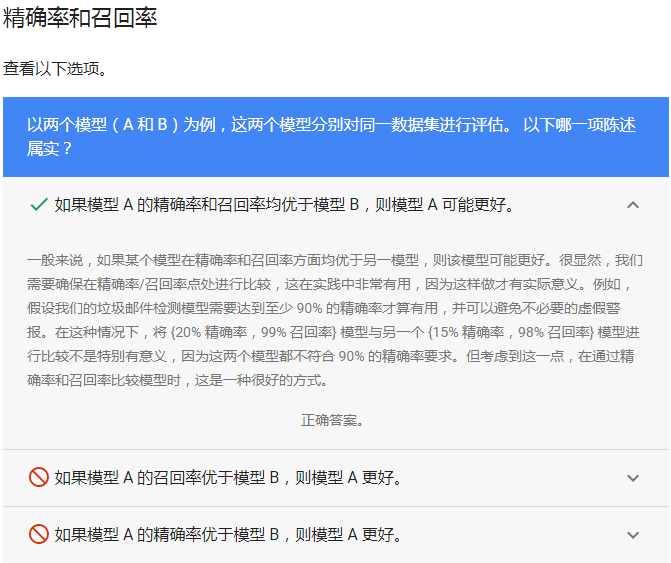 精确率和召回率
查看以下选项。
以两个模型（A 和 B）为例，这两个模型分别对同一数据集进行评估。 以下哪一项陈述
属实？
如果模型 A 的精确率和召回率均优于模型 B，则模型 A 可能更好。
一般来说，如果某个模型在精确率和召回率方面均优于另一模型，则该模型可能更好。很显然，我们
需要确保在精确率/召回率点处进行比较，这在实践中非常有用，因为这样做才有实际意义。例如，
假设我们的垃圾邮件检测模型需要达到至少 90% 的精确率才算有用，并可以避免不必要的虚假警
报。在这种情况下，将 {20% 精确率，99% 召回率} 模型与另一个 {15% 精确率，98% 召回率} 模型进
行比较不是特别有意义，因为这两个模型都不符合 90% 的精确率要求。但考虑到这一点，在通过精
确率和召回率比较模型时，这是一种很好的方式。
正确答案。
如果模型 A 的召回率优于模型 B，则模型 A 更好。
如果模型 A 的精确率优于模型 B，则模型 A 更好。